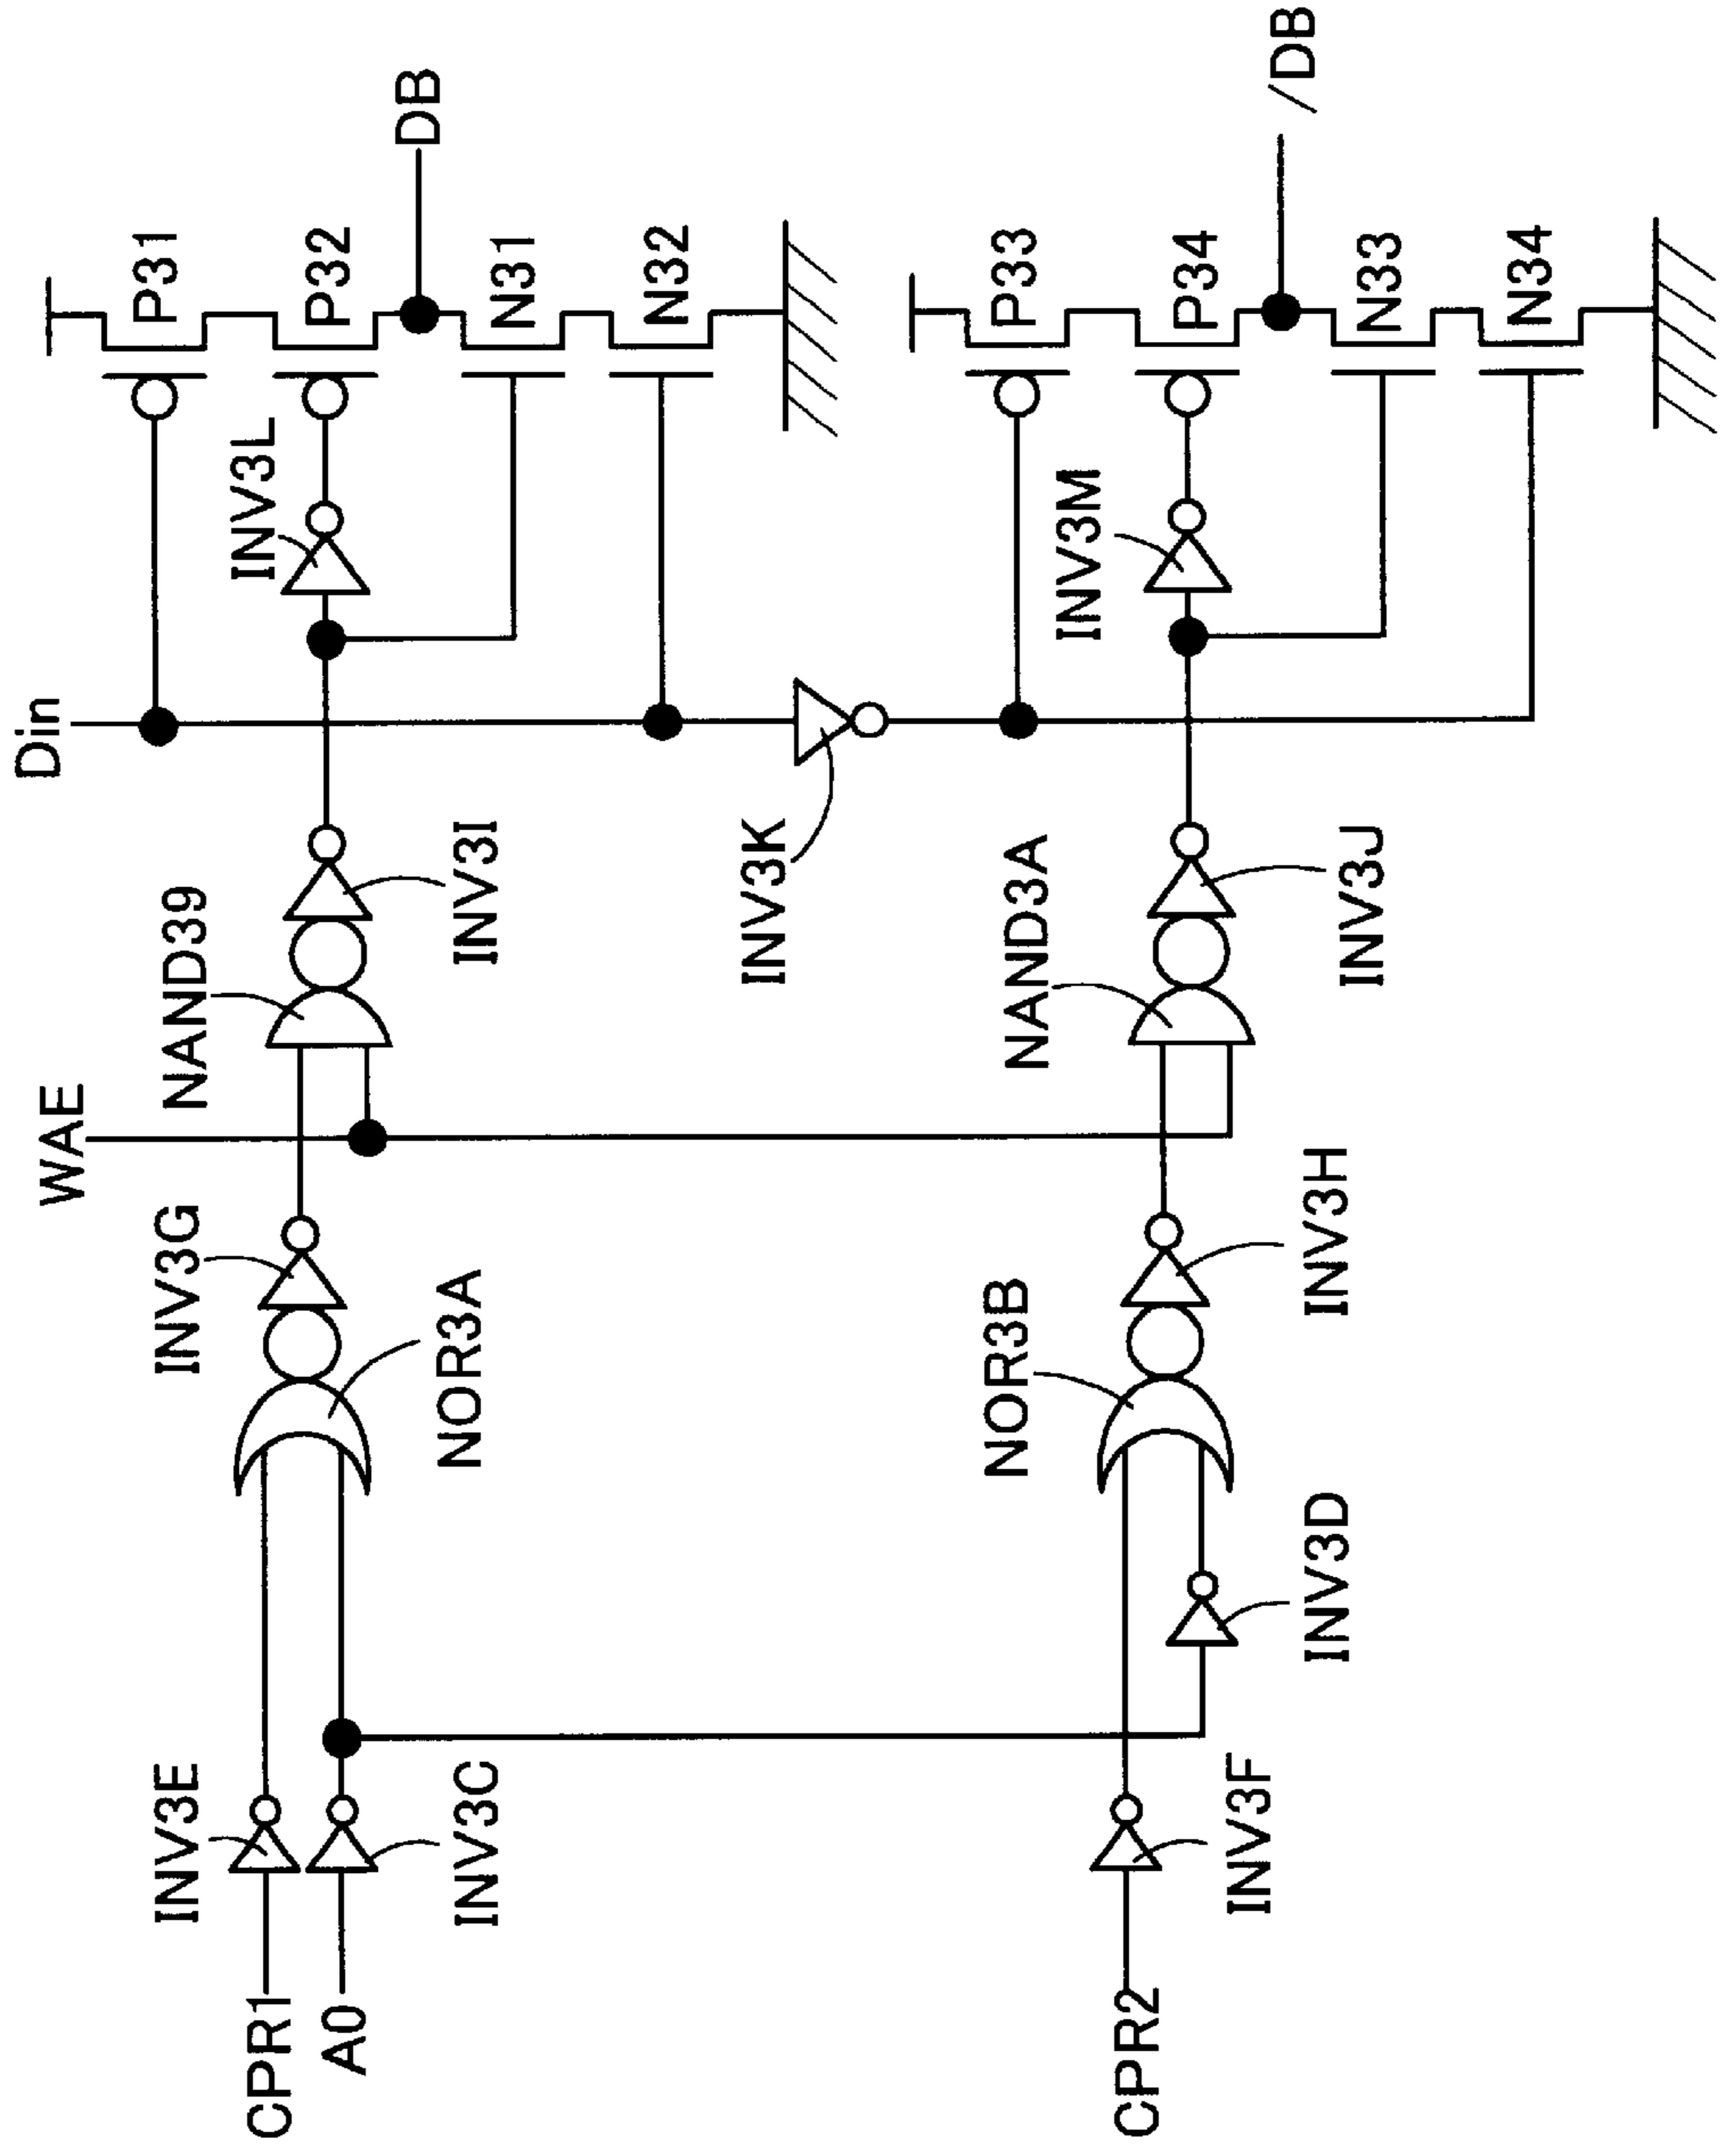 CPR1
A0
CPR2
INV3E
INV3C
INV3F
INV3D
INV3G
NOR3A
NOR3B
INV3H
WAE
NAND39
INV3I
INV3K
NAND3A
INV3J
Din
INV3L
INV3M
P31
P32
N31
N32
P33
P34
N33
N34
DB
/DB